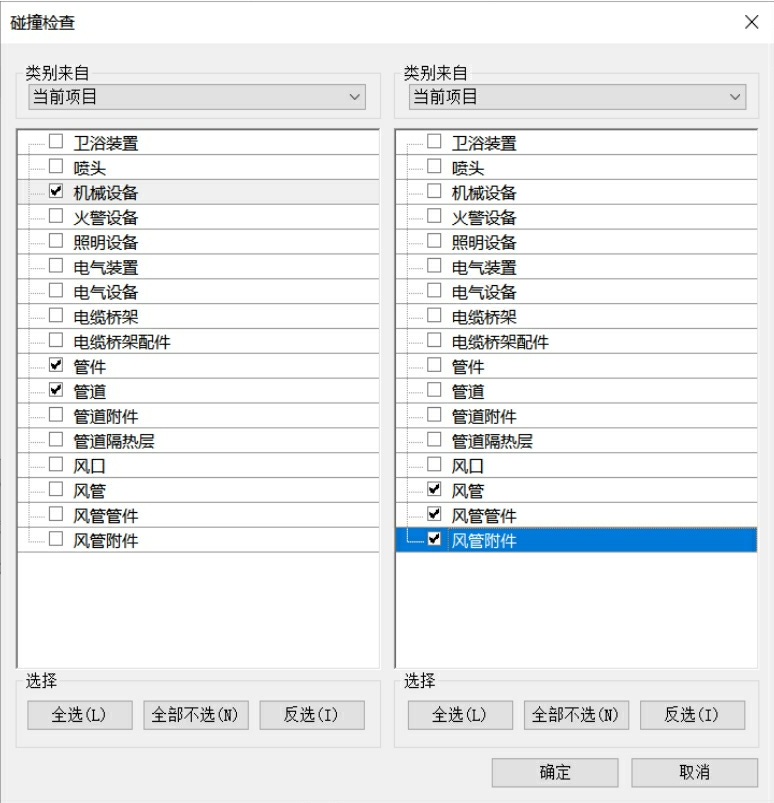 碰撞检查
类别来自
当前项目
卫浴装置
喷头
机械设备
火警设备
照明设备
电气装置
电气设备
电缆桥架
电缆桥架配件
管件
管道
管道附件
管道隔热层
风口
风管
风管管件
风管附件
选择
全选(L)
全部不选(N)
反选(I)
类别来自
当前项目
卫浴装置
喷头
机械设备
火警设备
照明设备
电气装置
电气设备
电缆桥架
电缆桥架配件
管件
管道
管道附件
管道隔热层
风口
风管
风管管件
风管附件
选择
全选(L)
全部不选(N)
反选(I)
确定
取消